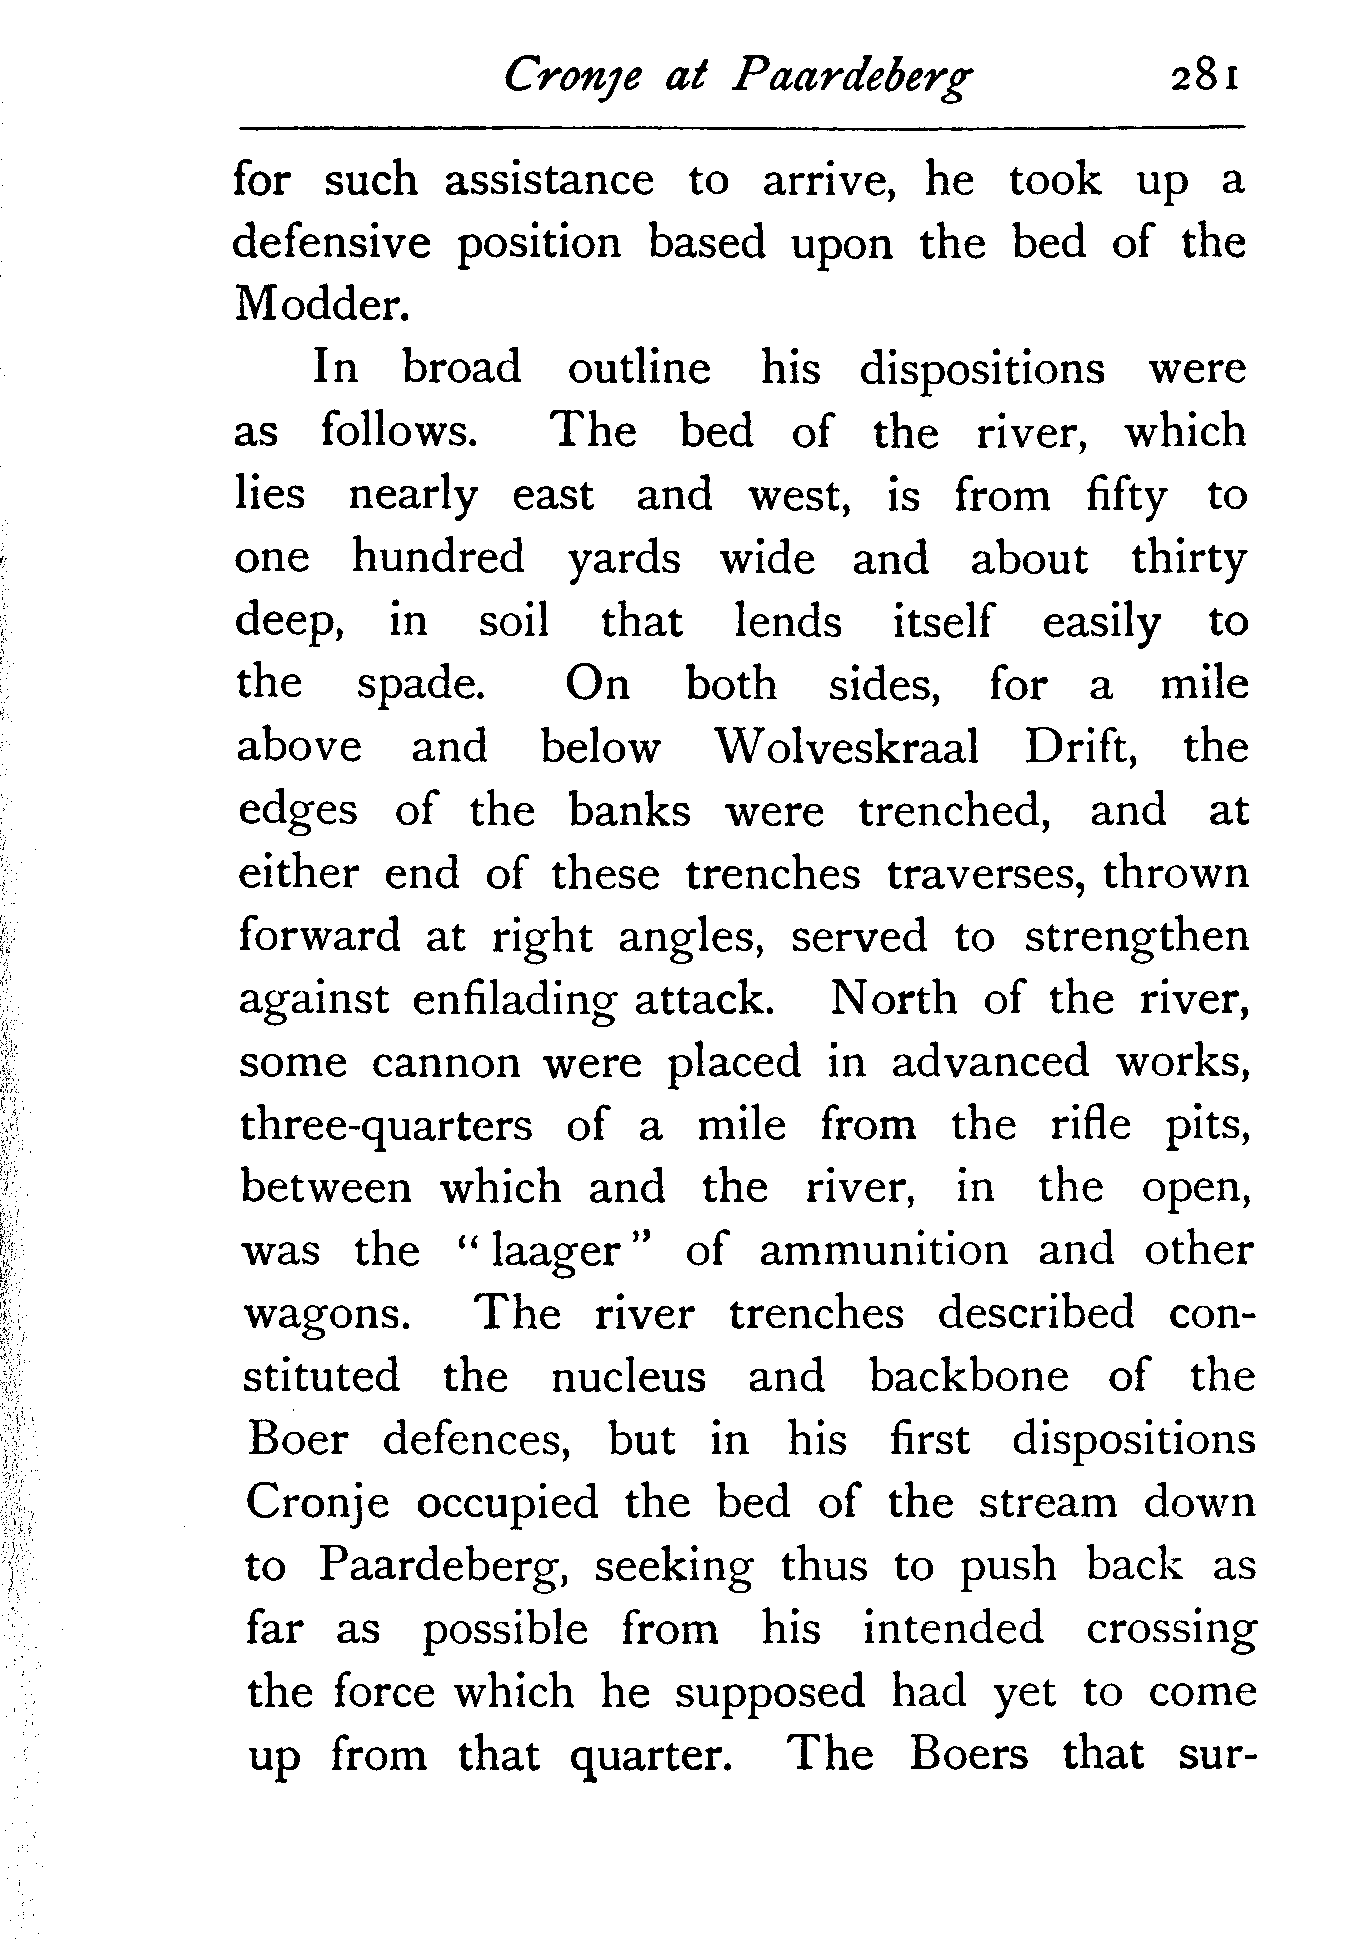 Cronje at Paardeberg 281
for such assistance to arrive, he took up a
defensive position based upon the bed of the
Modder.
In broad outline his dispositions were
as follows. The bed of the river, which
lies nearly east and west, is from fifty to
one hundred yards wide and about thirty
deep, in soil that lends itself easily to
the spade. On both sides, for a mile
above and below Wolveskraal Drift, the
edges of the banks were trenched, and at
either end of these trenches traverses, thrown
forward at right angles, served to strengthen
against enfilading attack. North of the river,
some cannon were placed in advanced works,
three-quarters of a mile from the rifle pits,
between which and the river, in the open,
was the “laager” of ammunition and other
wagons. The river trenches described con-
stituted the nucleus and backbone of the
Boer defences, but in his first dispositions
Cronje occupied the bed of the stream down
to Paardeberg, seeking thus to push back as
far as possible from his intended crossing
the force which he supposed had yet to come
up from that quarter. The Boers that sur-